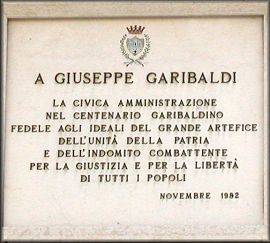 A GIUSEPPE GARIBALDI
LA CIVICA AMMINISTRAZIONE
NEL CENTENARIO GARIBALDINO
FEDELE AGLI IDEALI DEL GRANDE ARTEFICE
DELL'UNITÀ DELLA PATRIA
E DELL'INDOMITO COMBATTENTE
PER LA GIUSTIZIA E PER LA LIBERTÀ
DI TUTTI I POPOLI
NOVEMBRE 1982